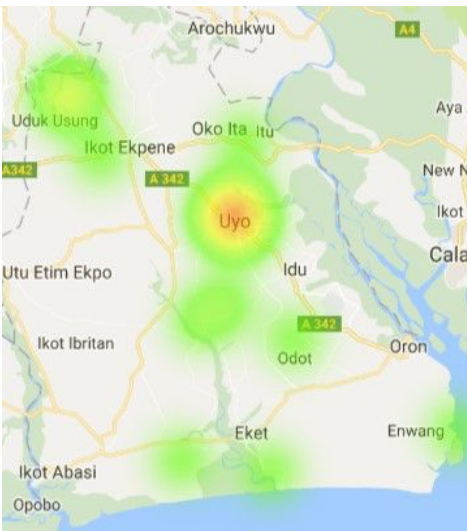 Arochukwu
A4
Aya
Uduk Usung
Oko Ita
Itu
Ikot Ekpene
A342
A 342
New N
Ikot
Uyo
Cala
Idu
Utu Etim Ekpo
A 342
Ikot Ibritan
Oron
Odot
Eket
Enwang
Ikot Abasi
Opobo